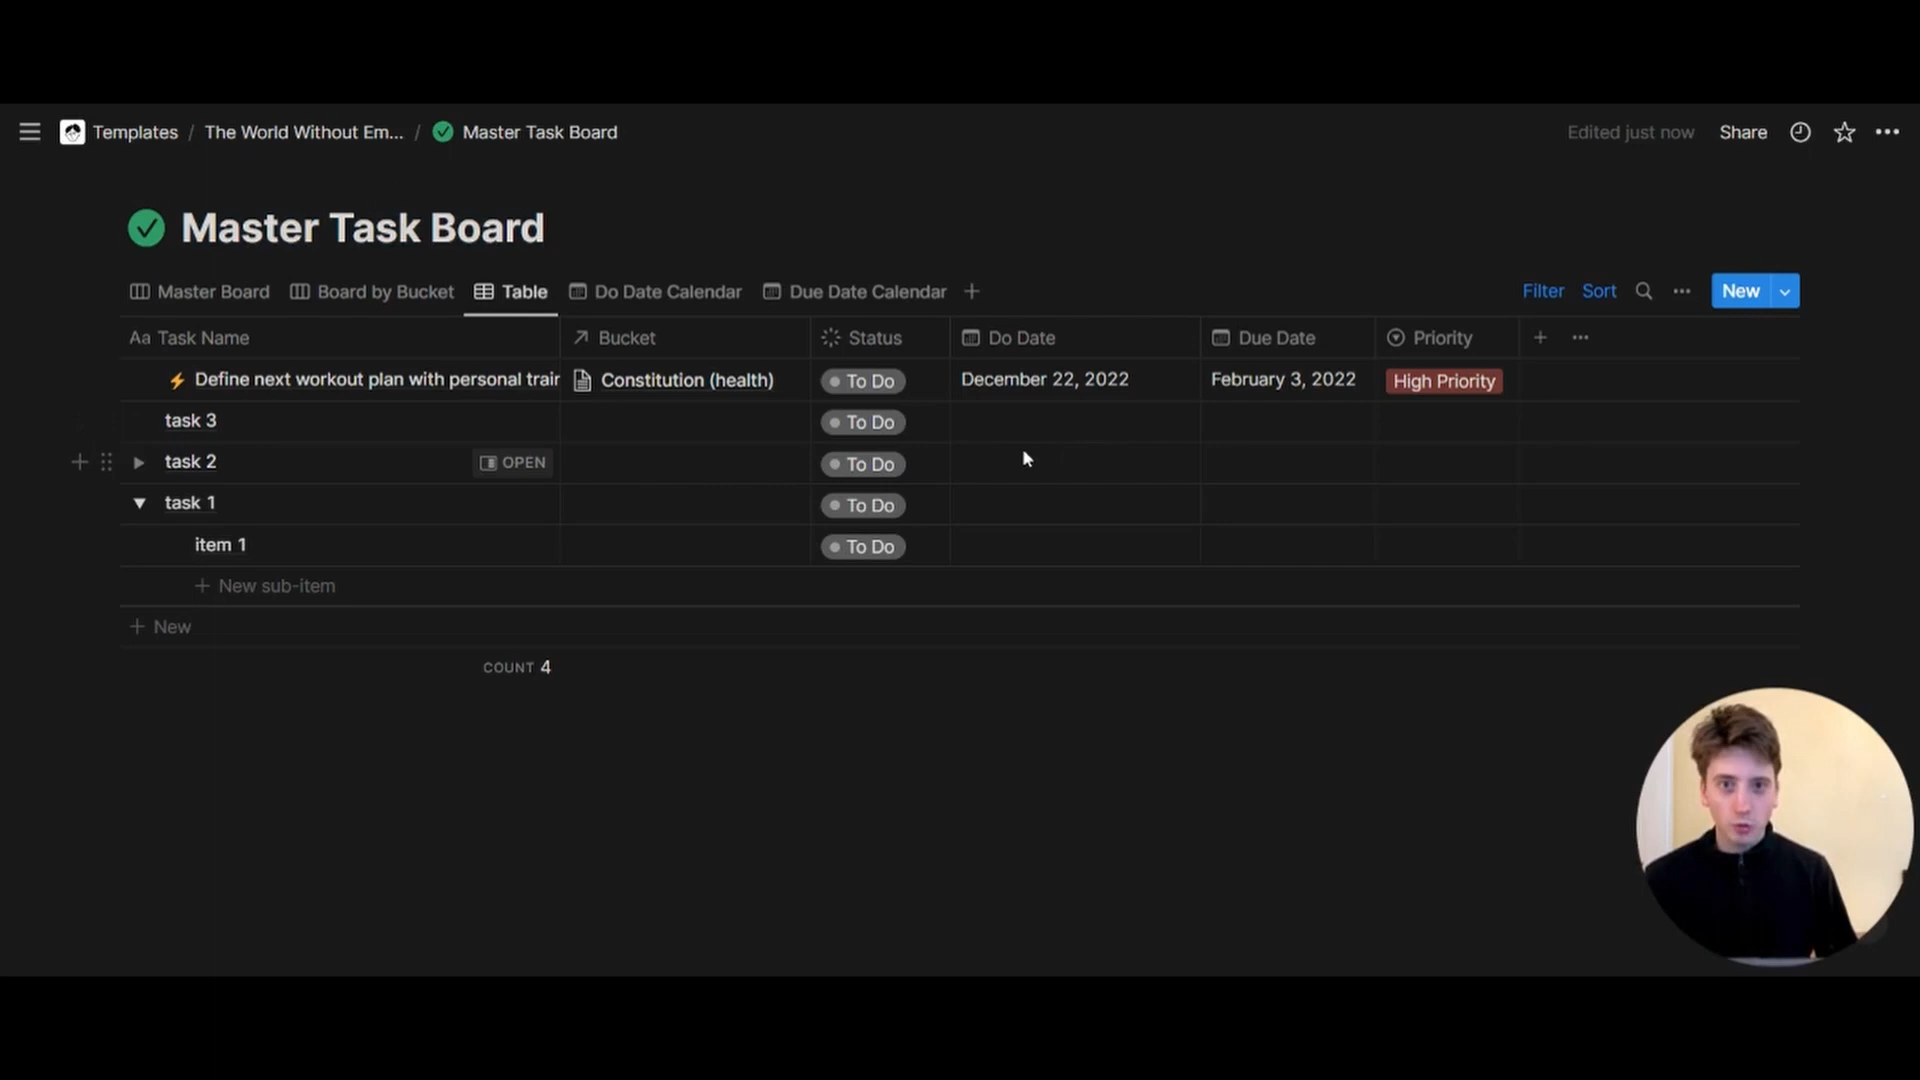 Templates / The World Without Em... / Master Task Board Edited just now Share
Master Task Board
Master Board Board by Bucket Table Do Date Calendar Due Date Calendar Filter Sort New
Aa Task Name Bucket Status Do Date Due Date Priority
Define next workout plan with personal train Constitution (health) To Do December 22, 2022 February 3, 2022 High Priority
task 3 To Do
task 2 OPEN To Do
task 1 To Do
item 1 To Do
+ New sub-item
+ New
COUNT 4